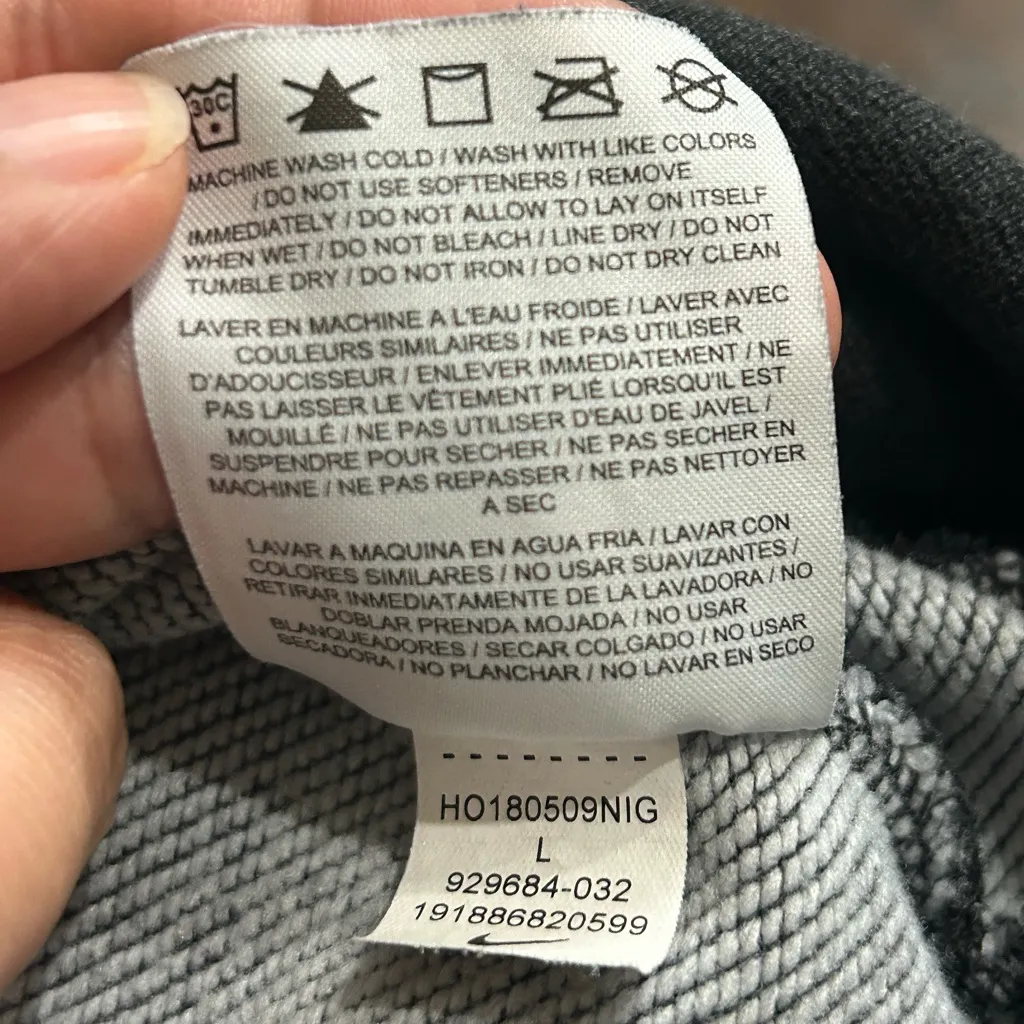 30C
MACHINE WASH COLD / WASH WITH LIKE COLORS
/ DO NOT USE SOFTENERS / REMOVE
IMMEDIATELY / DO NOT ALLOW TO LAY ON ITSELF
WHEN WET / DO NOT BLEACH / LINE DRY / DO NOT
TUMBLE DRY / DO NOT IRON / DO NOT DRY CLEAN
LAVER EN MACHINE A L'EAU FROIDE / LAVER AVEC
COULEURS SIMILAIRES / NE PAS UTILISER
D'ADOUCISSEUR / ENLEVER IMMEDIATEMENT / NE
PAS LAISSER LE VÊTEMENT PLIÉ LORSQU'IL EST
MOUILLÉ / NE PAS UTILISER D'EAU DE JAVEL /
SUSPENDRE POUR SECHER / NE PAS SECHER EN
MACHINE / NE PAS REPASSER / NE PAS NETTOYER
A SEC
LAVAR A MAQUINA EN AGUA FRIA / LAVAR CON
COLORES SIMILARES / NO USAR SUAVIZANTES /
RETIRAR INMEDIATAMENTE DE LA LAVADORA / NO
DOBLAR PRENDA MOJADA / NO USAR
BLANQUEADORES / SECAR COLGADO / NO USAR
SECADORA / NO PLANCHAR / NO LAVAR EN SECO
HO180509NIG
L
929684-032
191886820599